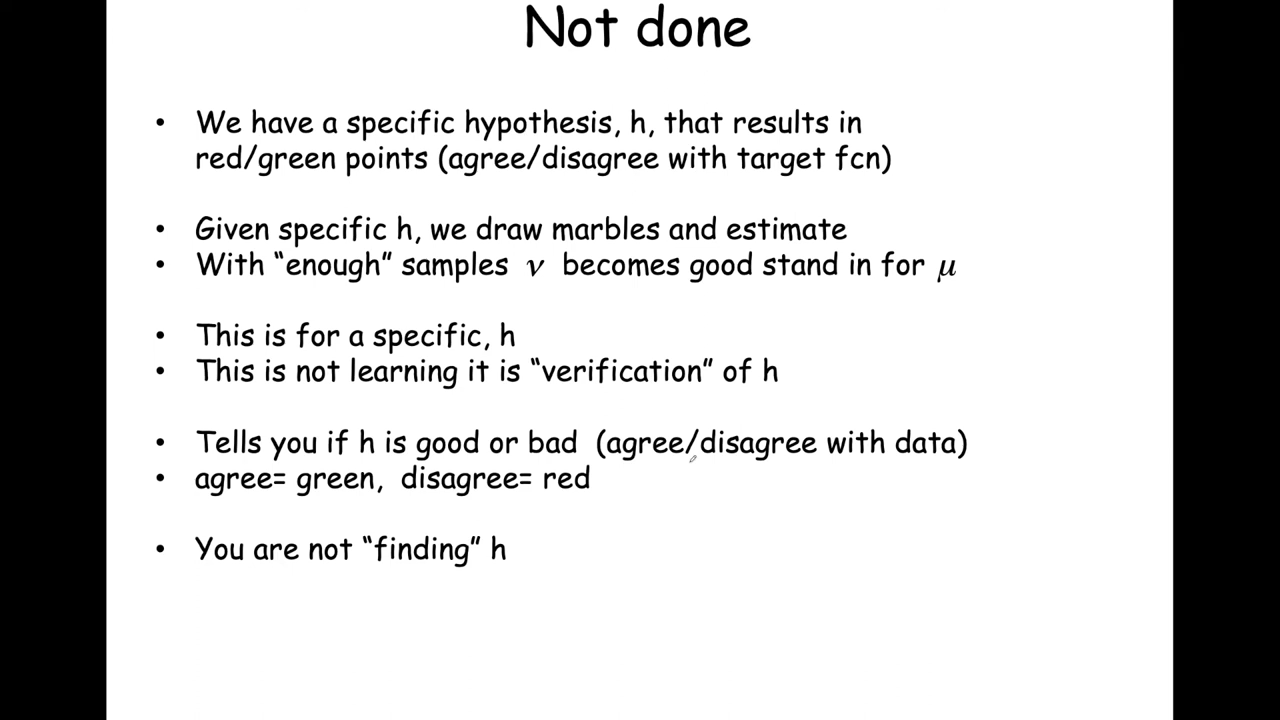 Not done
• We have a specific hypothesis, h, that results in
red/green points (agree/disagree with target fcn)
• Given specific h, we draw marbles and estimate
• With “enough” samples ν becomes good stand in for μ
• This is for a specific, h
• This is not learning it is “verification” of h
• Tells you if h is good or bad (agree/disagree with data)
• agree= green, disagree= red
• You are not “finding” h